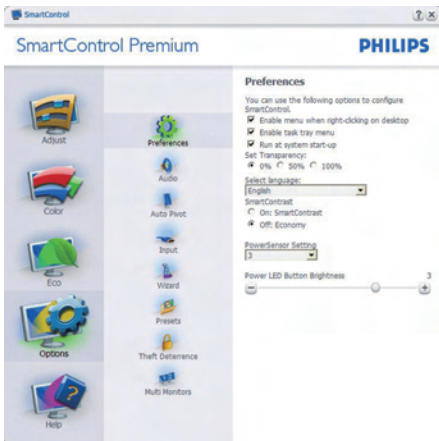 SmartControl
SmartControl Premium
PHILIPS
Adjust
Color
Eco
Options
Help
Preferences
Audio
Auto Pivot
Input
Wizard
Presets
Theft Deterrence
Multi Monitors
Preferences
You can use the following options to configure
SmartControl.
Enable menu when right-clicking on desktop
Enable task tray menu
Run at system start-up
Set Transparency:
0% 50% 100%
Select language:
English
SmartContrast
On: SmartContrast
Off: Economy
PowerSensor Setting
3
Power LED Button Brightness 3